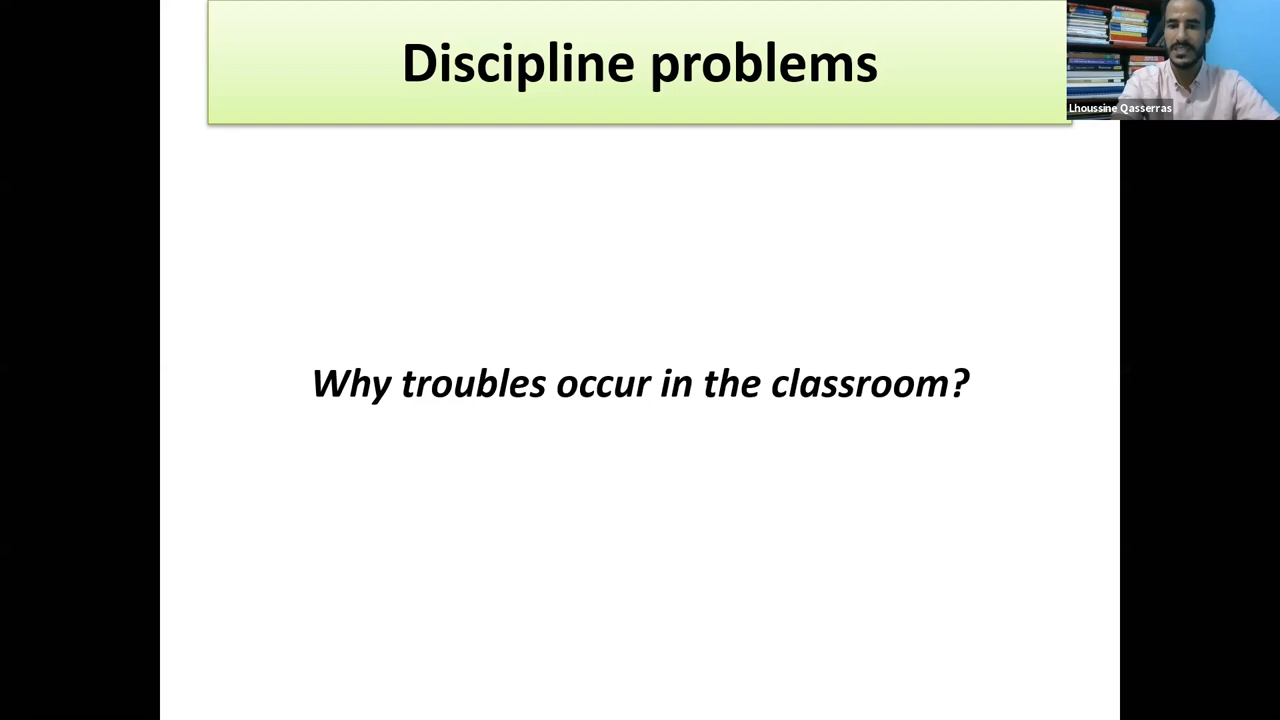 Discipline problems
Lhoussine Qasserras
Why troubles occur in the classroom?